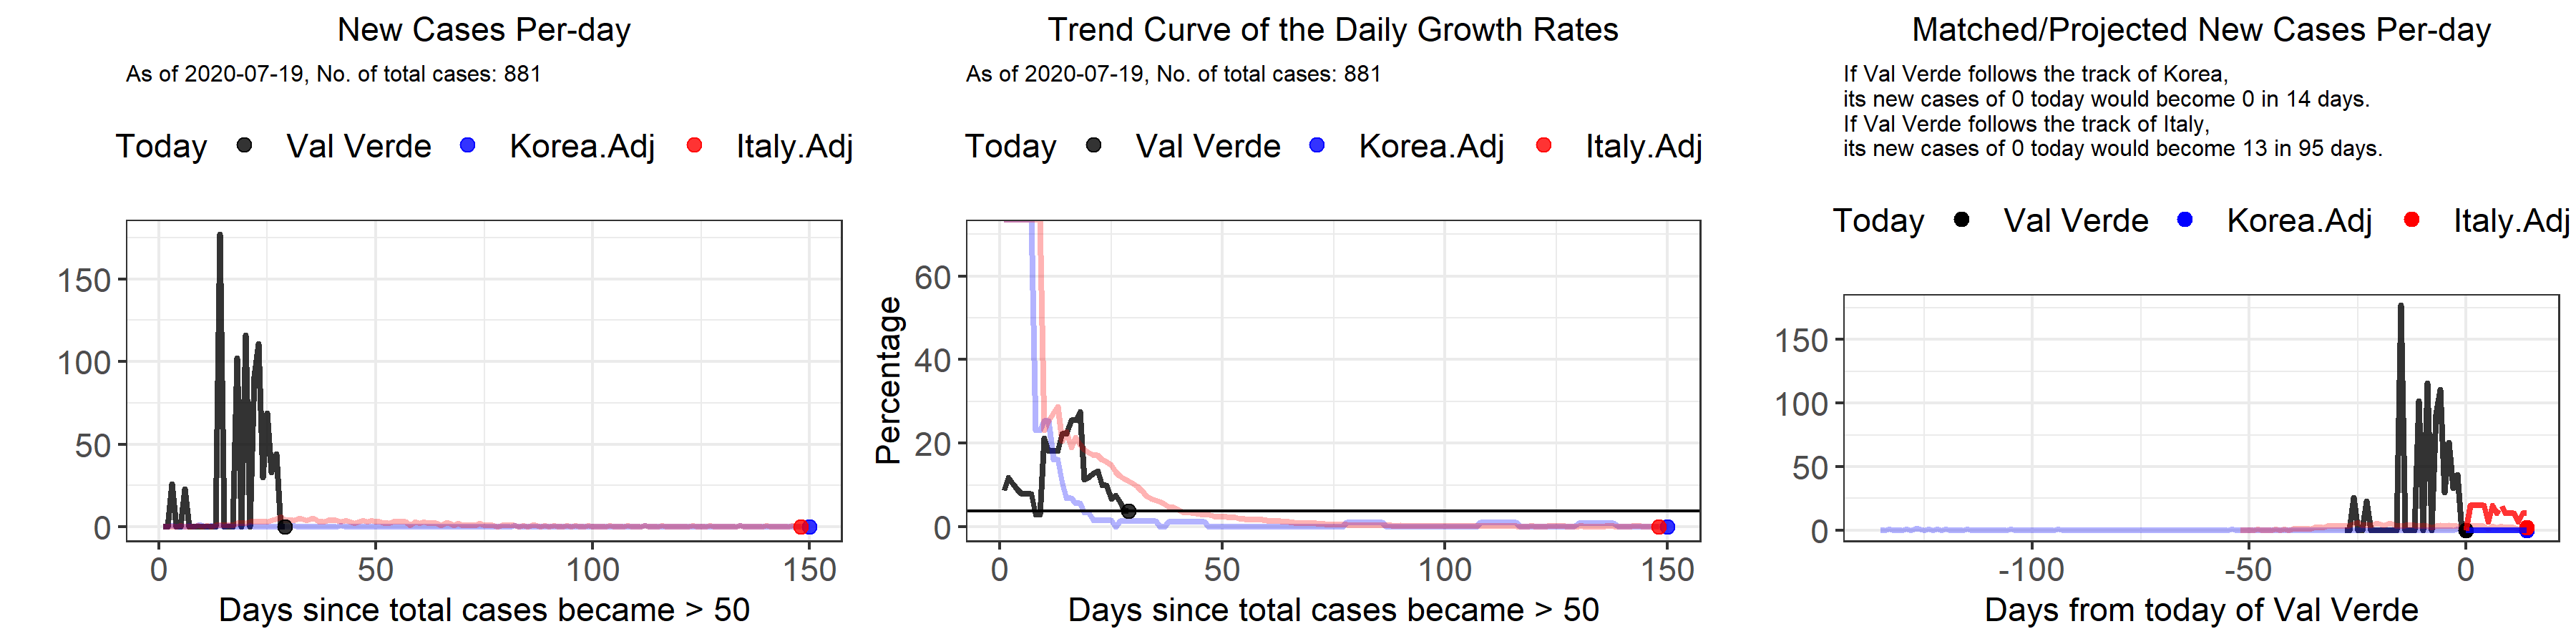 New Cases Per-day
As of 2020-07-19, No. of total cases: 881
Today Val Verde Korea.Adj Italy.Adj
150
100
50
0
0 50 100 150
Days since total cases became > 50
Trend Curve of the Daily Growth Rates
As of 2020-07-19, No. of total cases: 881
Today Val Verde Korea.Adj Italy.Adj
Percentage
60
40
20
0
0 50 100 150
Days since total cases became > 50
Matched/Projected New Cases Per-day
If Val Verde follows the track of Korea,
its new cases of 0 today would become 0 in 14 days.
If Val Verde follows the track of Italy,
its new cases of 0 today would become 13 in 95 days.
Today Val Verde Korea.Adj Italy.Adj
150
100
50
0
-100 -50 0
Days from today of Val Verde